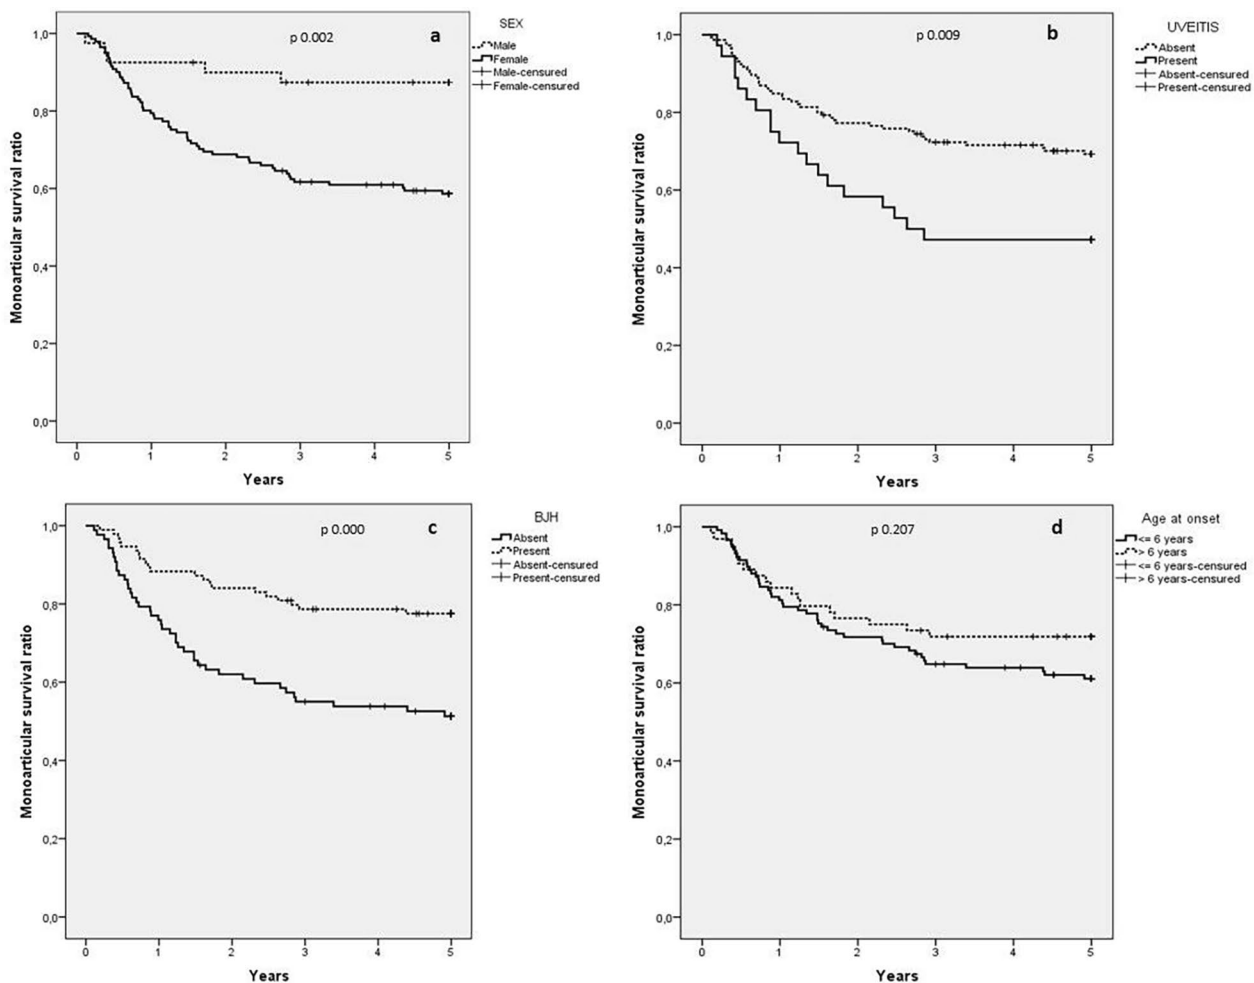 SEX
p 0.002
a
Male
Female
Male-censured
Female-censured
1,0
0,8
0,6
0,4
0,2
0,0
Monoarticular survival ratio
0 1 2 3 4 5
Years
UVEITIS
p 0.009
b
Absent
Present
Absent-censured
Present-censured
1,0
0,8
0,6
0,4
0,2
0,0
Monoarticular survival ratio
0 1 2 3 4 5
Years
BJH
p 0.000
c
Absent
Present
Absent-censured
Present-censured
1,0
0,8
0,6
0,4
0,2
0,0
Monoarticular survival ratio
0 1 2 3 4 5
Years
Age at onset
p 0.207
d
<= 6 years
> 6 years
<= 6 years-censured
> 6 years-censured
1,0
0,8
0,6
0,4
0,2
0,0
Monoarticular survival ratio
0 1 2 3 4 5
Years